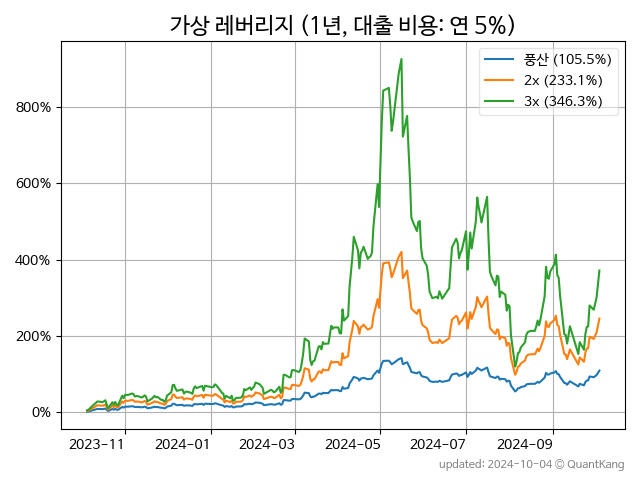 가상 레버리지 (1년, 대출 비용: 연 5%)
풍산 (105.5%)
2x (233.1%)
3x (346.3%)
800%
600%
400%
200%
0%
2023-11 2024-01 2024-03 2024-05 2024-07 2024-09
updated: 2024-10-04 © QuantKang